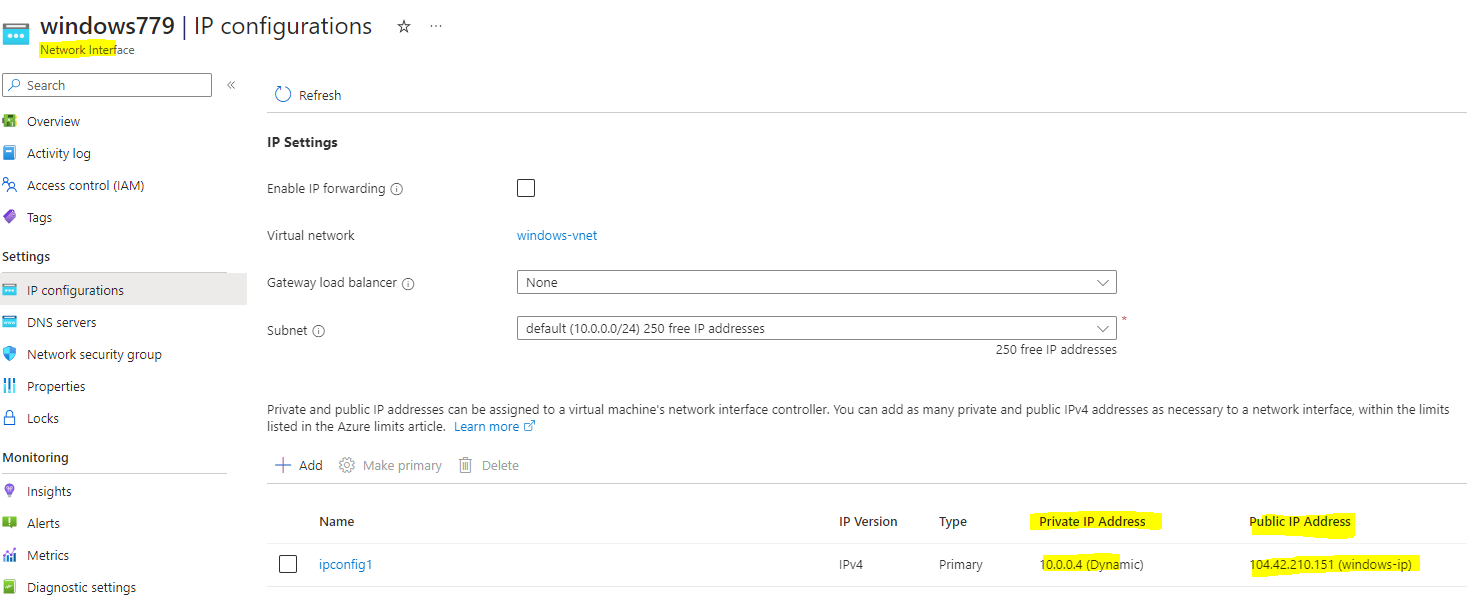 windows779 | IP configurations
Network Interface
Search
Overview
Activity log
Access control (IAM)
Tags
Settings
IP configurations
DNS servers
Network security group
Properties
Locks
Monitoring
Insights
Alerts
Metrics
Diagnostic settings
Refresh
IP Settings
Enable IP forwarding
Virtual network windows-vnet
Gateway load balancer None
Subnet default (10.0.0.0/24) 250 free IP addresses *
250 free IP addresses
Private and public IP addresses can be assigned to a virtual machine's network interface controller. You can add as many private and public IPv4 addresses as necessary to a network interface, within the limits
listed in the Azure limits article. Learn more
Add Make primary Delete
Name IP Version Type Private IP Address Public IP Address
ipconfig1 IPv4 Primary 10.0.0.4 (Dynamic) 104.42.210.151 (windows-ip)